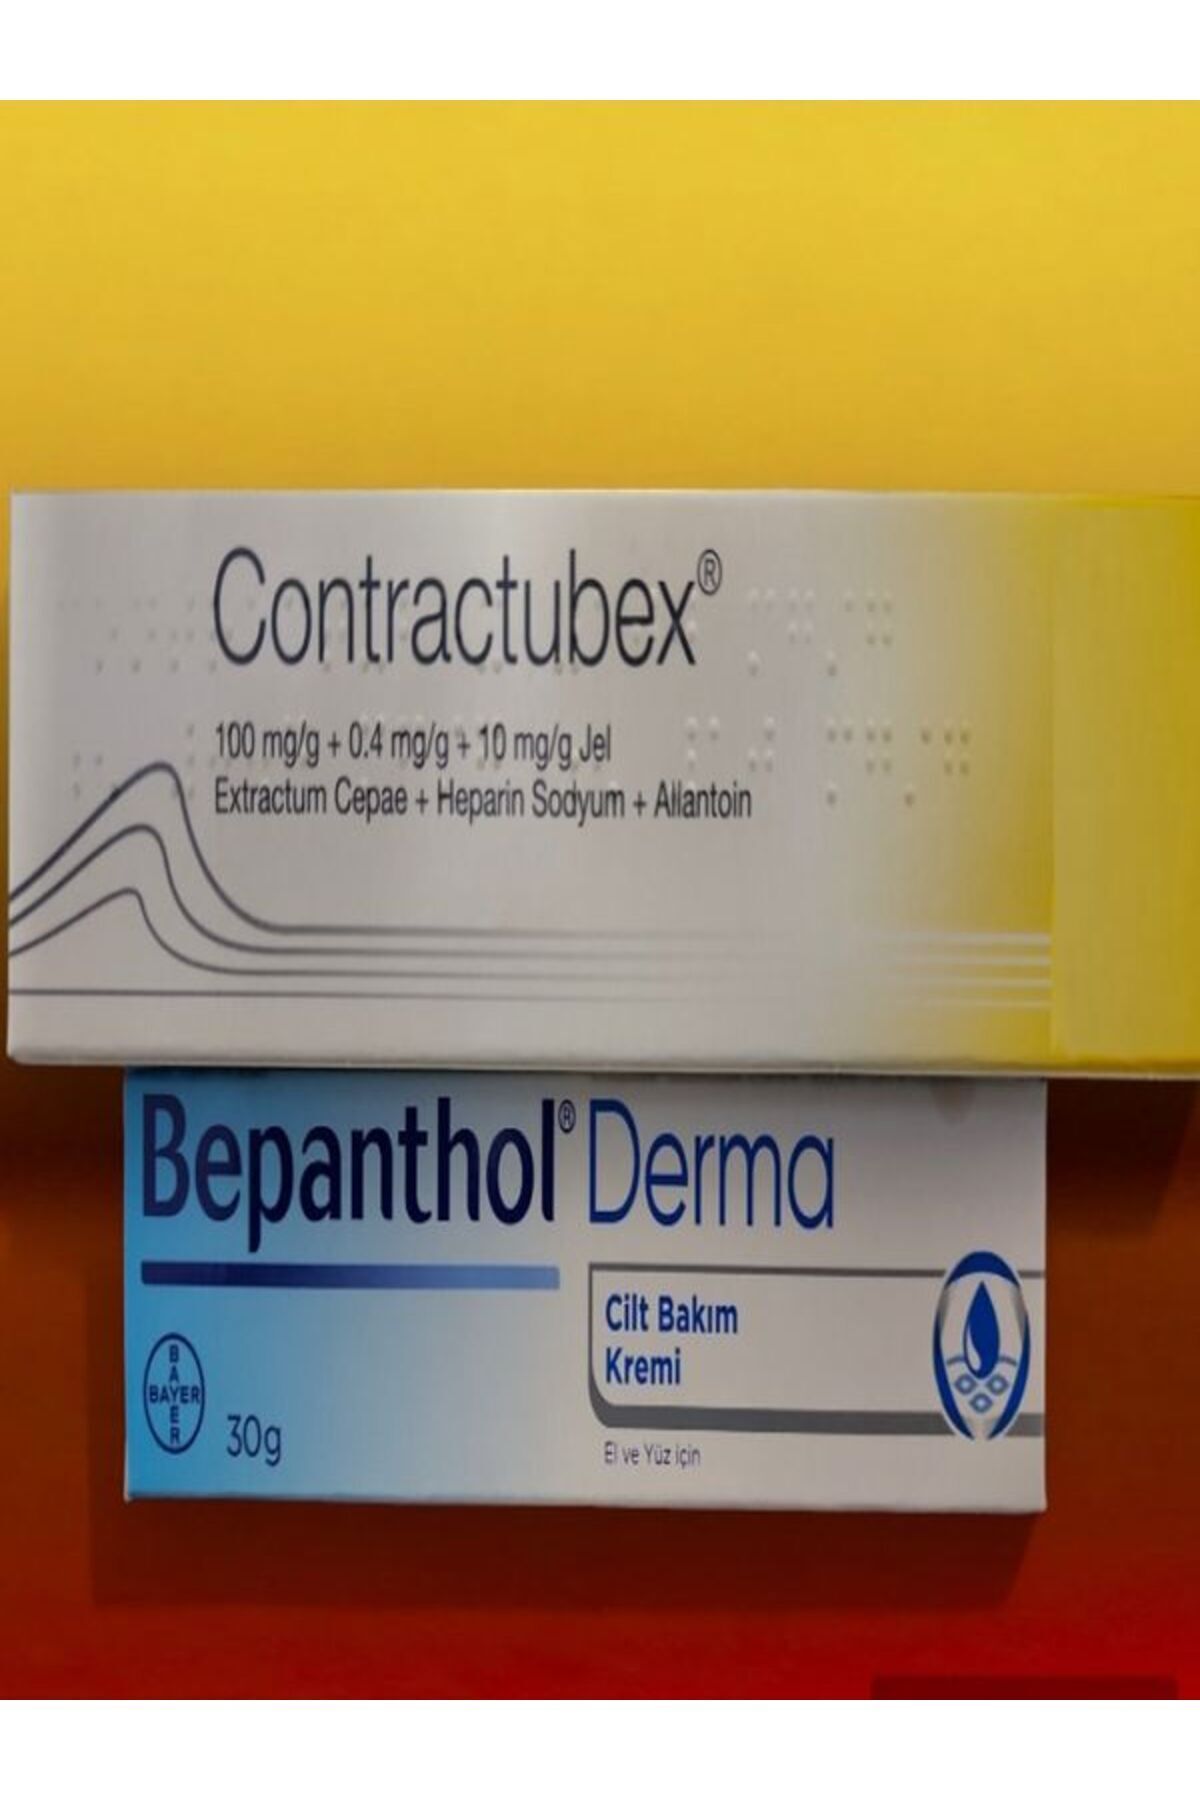 Contractubex®
100 mg/g + 0.4 mg/g + 10 mg/g Jel
Extractum Cepae + Heparin Sodyum + Allantoin
Bepanthol® Derma
Cilt Bakım
Kremi
BAYER
BAYER
30g
El ve Yüz için